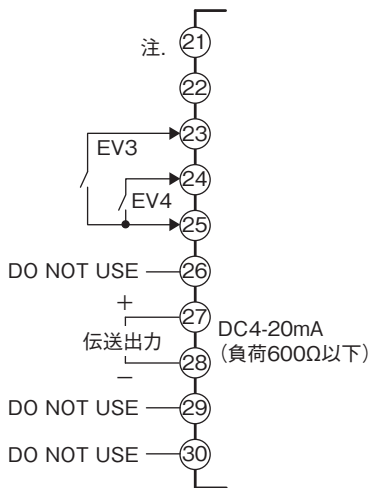 注. 21
22
23
EV3
24
EV4
25
DO NOT USE 26
+
27
伝送出力
DC4-20mA
(負荷600Ω以下)
28
−
DO NOT USE 29
DO NOT USE 30